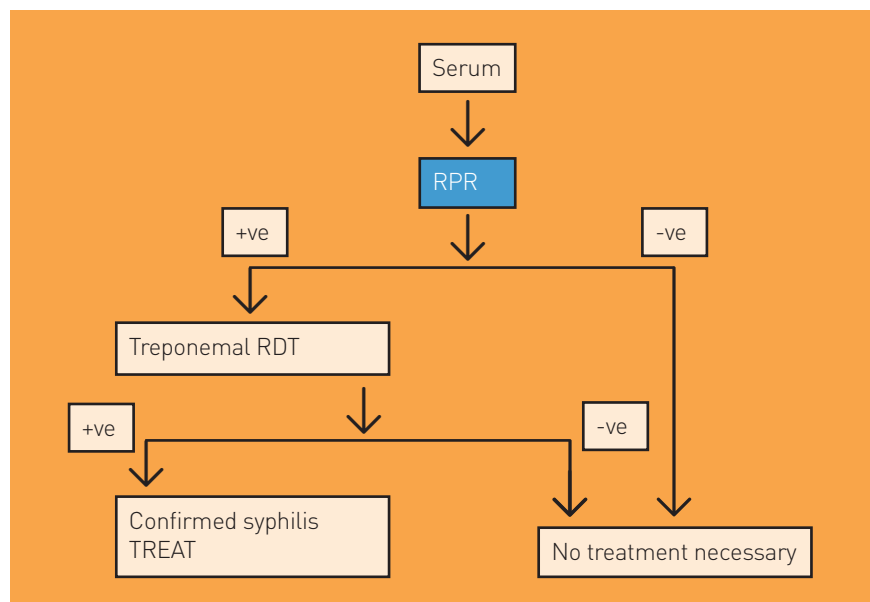 Serum
RPR
+ve
-ve
Treponemal RDT
+ve
-ve
Confirmed syphilis
TREAT
No treatment necessary